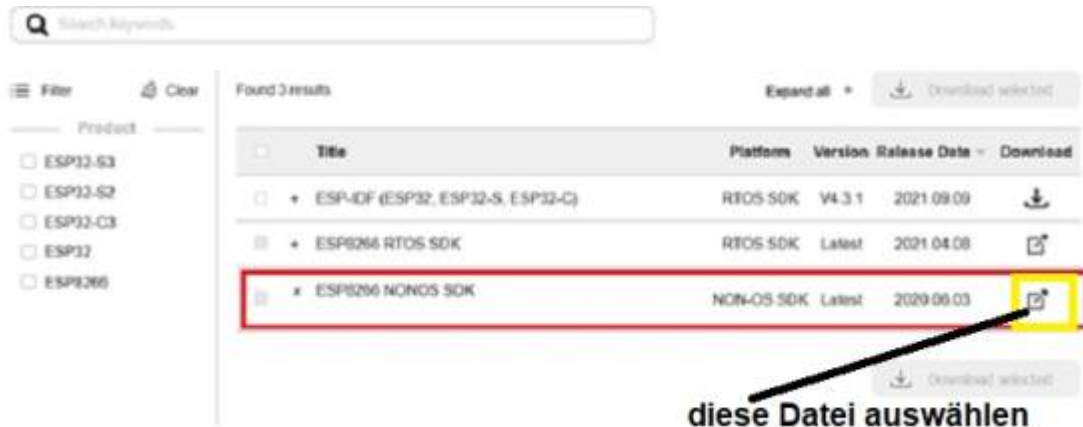 Search keywords
Filter
Clear
Product
ESP32-S3
ESP32-S2
ESP32-C3
ESP32
ESP8266
Found 3 results
Expand all +
Download selected
Title Platform Version Release Date Download
+ ESP-IDF (ESP32, ESP32-S, ESP32-C) RTOS SDK V4.3.1 2021.09.09
+ ESP8266 RTOS SDK RTOS SDK Latest 2021.04.08
x ESP8266 NONOS SDK NON-OS SDK Latest 2020.06.03
Download selected
diese Datei auswählen